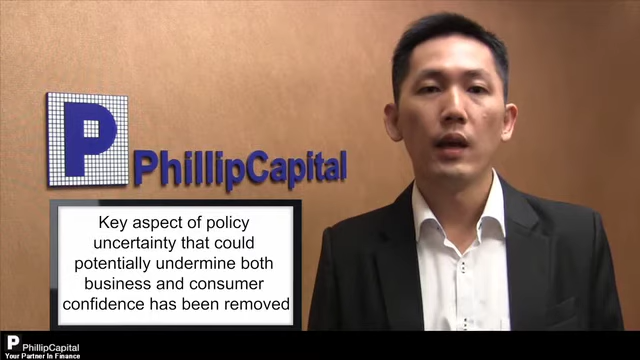 P
PhillipCapital
Key aspect of policy
uncertainty that could
potentially undermine both
business and consumer
confidence has been removed
P
PhillipCapital
Your Partner In Finance